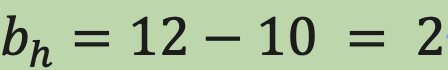 b_h = 12 − 10 = 2